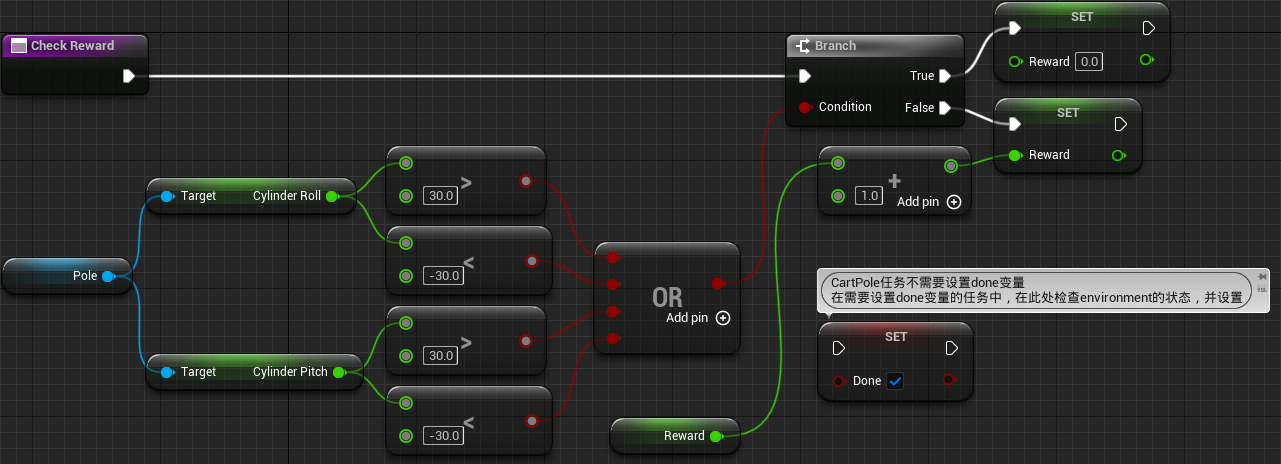 Check Reward
Branch
True
Condition
False
SET
Reward 0.0
SET
Reward
1.0
+
Add pin
Target Cylinder Roll
>
30.0
<
-30.0
Pole
OR
Add pin
Target Cylinder Pitch
>
30.0
<
-30.0
Reward
CartPole任务不需要设置done变量
在需要设置done变量的任务中，在此处检查environment的状态，并设置
SET
Done